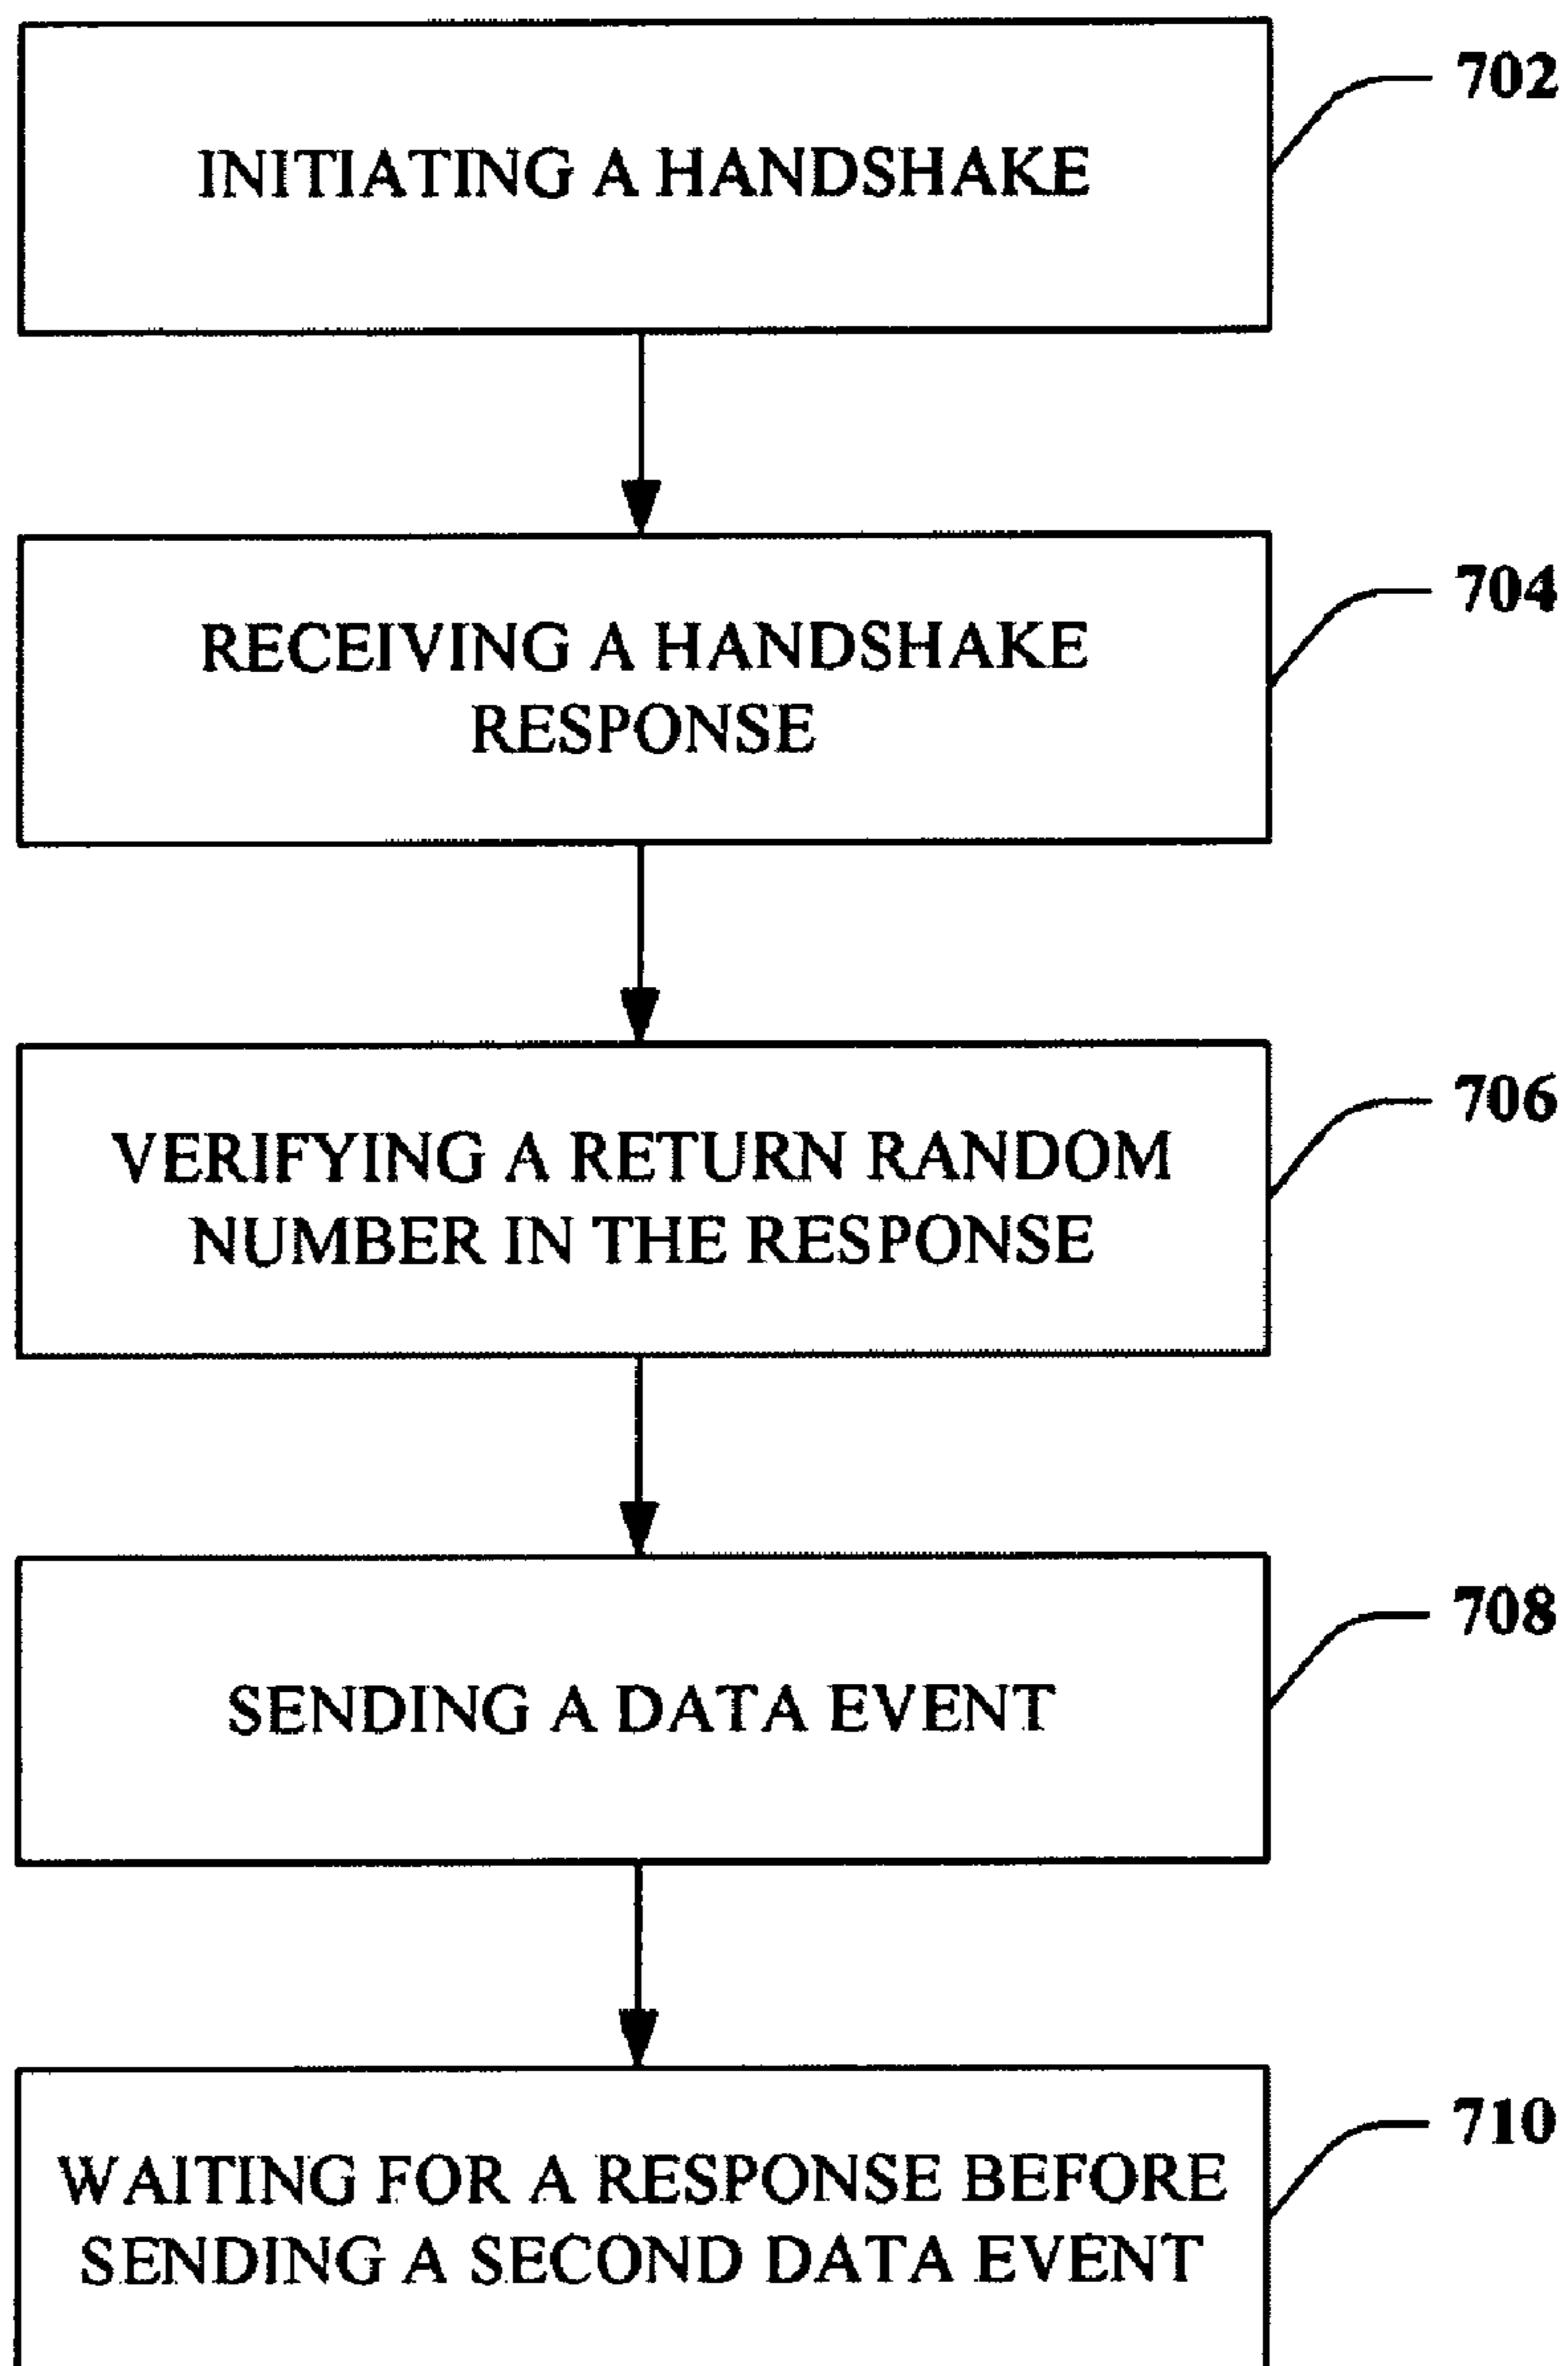 702
INITIATING A HANDSHAKE
704
RECEIVING A HANDSHAKE
RESPONSE
706
VERIFYING A RETURN RANDOM
NUMBER IN THE RESPONSE
708
SENDING A DATA EVENT
710
WAITING FOR A RESPONSE BEFORE
SENDING A SECOND DATA EVENT